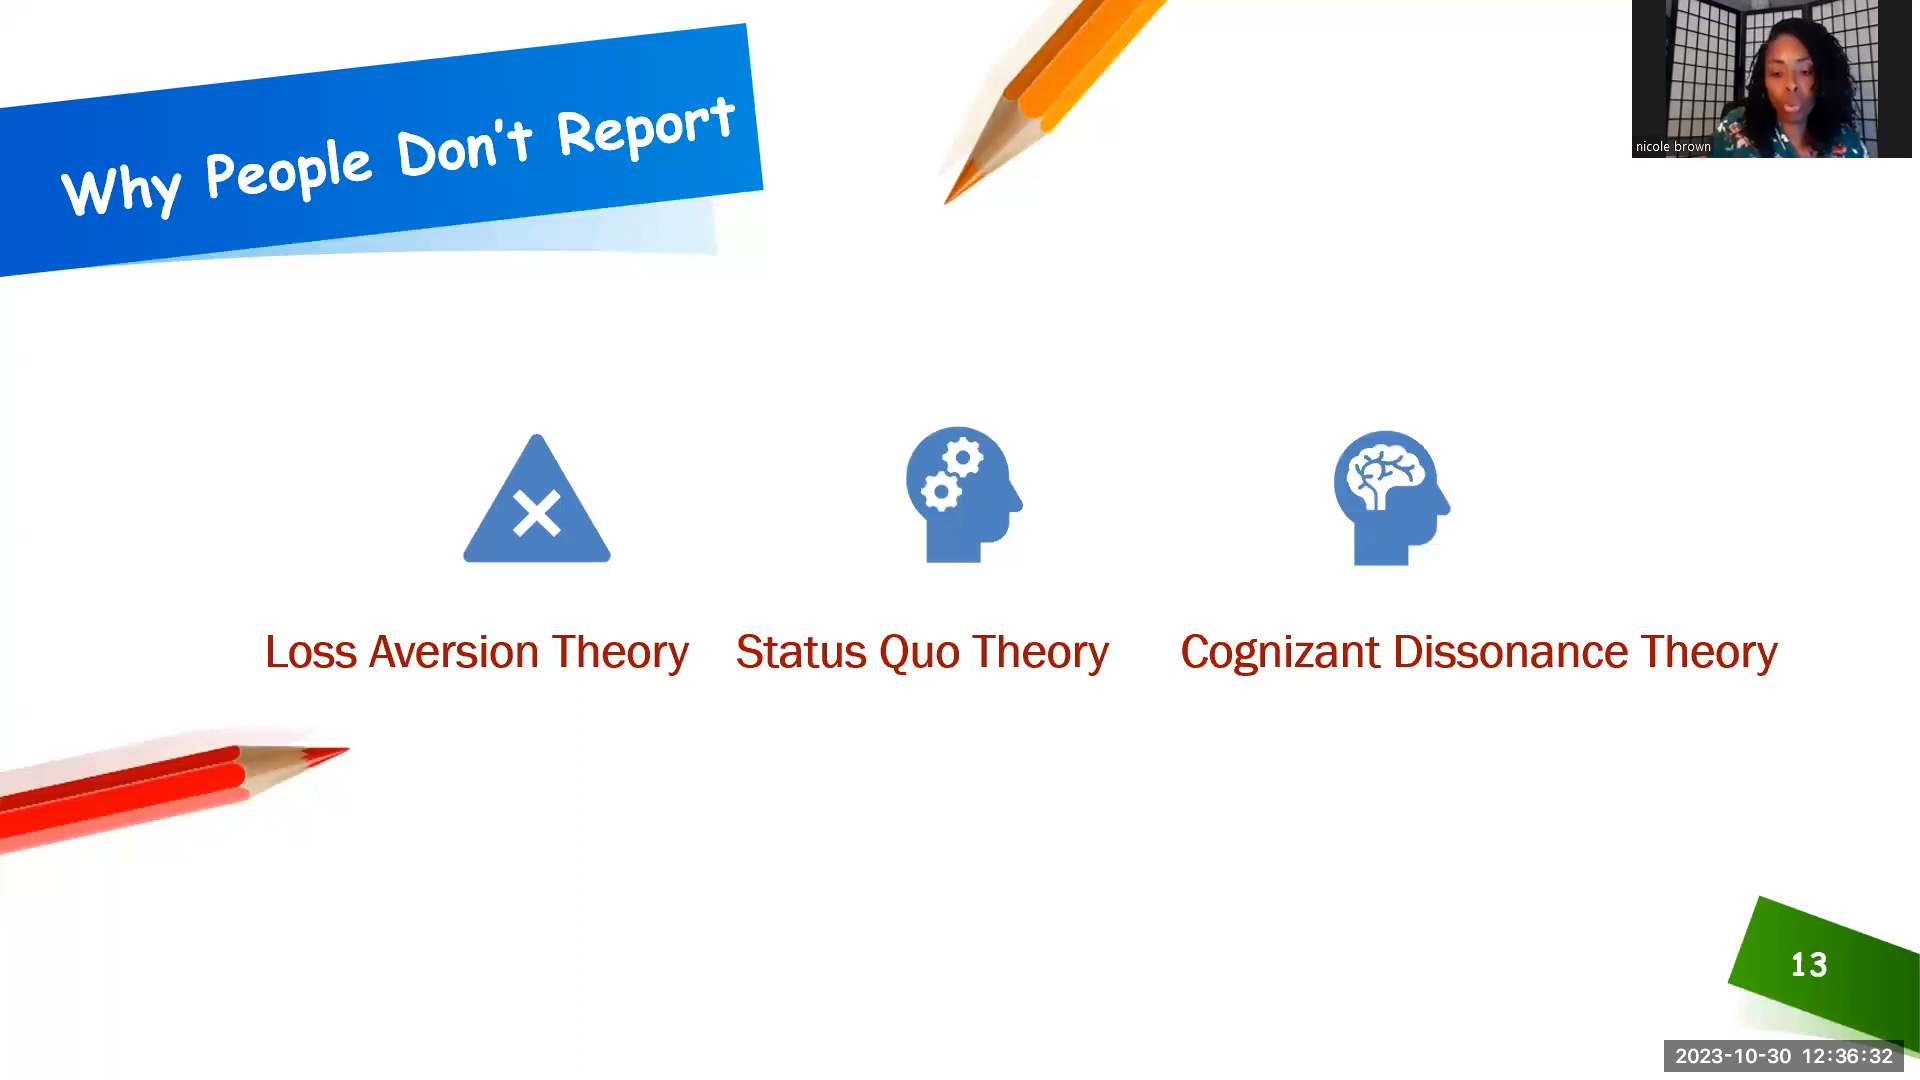 Why People Don't Report
nicole brown
Loss Aversion Theory
Status Quo Theory
Cognizant Dissonance Theory
13
2023-10-30 12:36:32